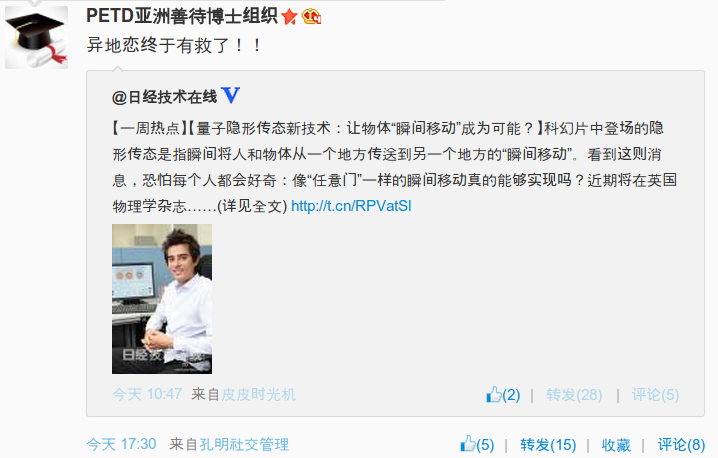 PETD亚洲善待博士组织
异地恋终于有救了！！
@日经技术在线 V
【一周热点】【量子隐形传态新技术：让物体“瞬间移动”成为可能？】科幻片中登场的隐
形传态是指瞬间将人和物体从一个地方传送到另一个地方的“瞬间移动”。看到这则消
息，恐怕每个人都会好奇：像“任意门”一样的瞬间移动真的能够实现吗？近期将在英国
物理学杂志……(详见全文) http://t.cn/RPVatSl
日经技术在线!
今天 10:47 来自皮皮时光机 (2) | 转发(28) | 评论(5)
今天 17:30 来自孔明社交管理 (5) | 转发(15) | 收藏 | 评论(8)